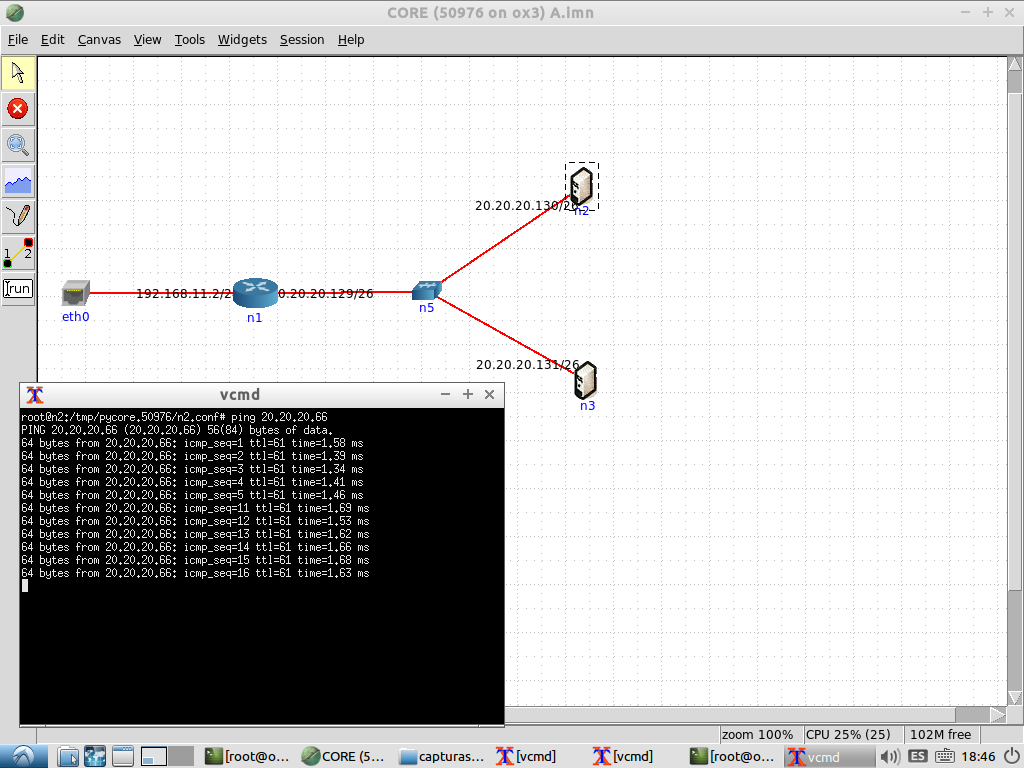 CORE (50976 on ox3) A.imn
File Edit Canvas View Tools Widgets Session Help
20.20.20.130/26
n2
192.168.11.2/2
0.20.20.129/26
eth0
n1
n5
20.20.20.131/26
n3
1 2
run
vcmd
root@n2:/tmp/pycore.50976/n2.conf# ping 20.20.20.66
PING 20.20.20.66 (20.20.20.66) 56(84) bytes of data.
64 bytes from 20.20.20.66: icmp_seq=1 ttl=61 time=1.58 ms
64 bytes from 20.20.20.66: icmp_seq=2 ttl=61 time=1.39 ms
64 bytes from 20.20.20.66: icmp_seq=3 ttl=61 time=1.34 ms
64 bytes from 20.20.20.66: icmp_seq=4 ttl=61 time=1.41 ms
64 bytes from 20.20.20.66: icmp_seq=5 ttl=61 time=1.46 ms
64 bytes from 20.20.20.66: icmp_seq=11 ttl=61 time=1.69 ms
64 bytes from 20.20.20.66: icmp_seq=12 ttl=61 time=1.53 ms
64 bytes from 20.20.20.66: icmp_seq=13 ttl=61 time=1.62 ms
64 bytes from 20.20.20.66: icmp_seq=14 ttl=61 time=1.66 ms
64 bytes from 20.20.20.66: icmp_seq=15 ttl=61 time=1.68 ms
64 bytes from 20.20.20.66: icmp_seq=16 ttl=61 time=1.63 ms
zoom 100% CPU 25% (25) 102M free
[root@o... CORE (5... capturas... [vcmd] [vcmd] [root@o... vcmd ES 18:46